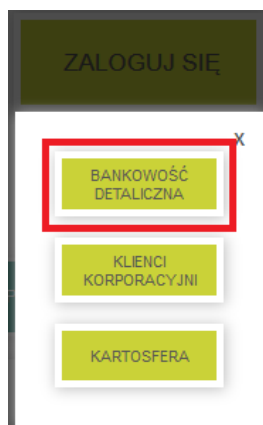 ZALOGUJ SIĘ
X
BANKOWOŚĆ
DETALICZNA
KLIENCI
KORPORACYJNI
KARTOSFERA